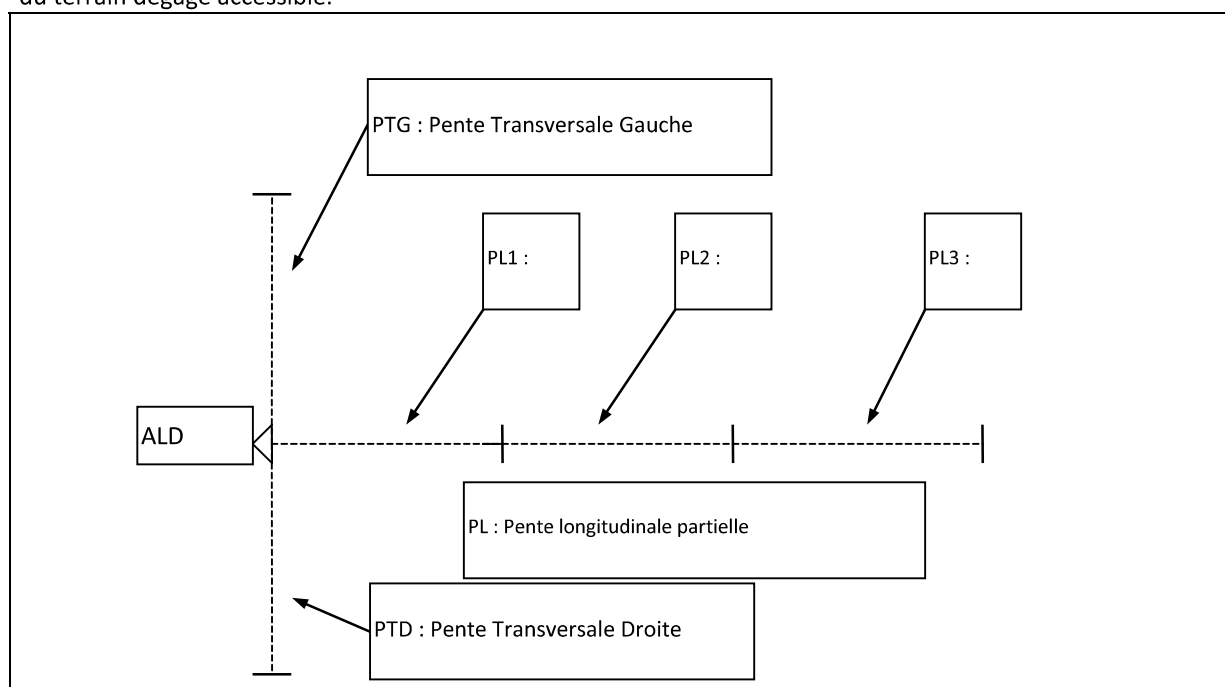 du terrain dégagé accessible.
PTG : Pente Transversale Gauche
PL1 :
PL2 :
PL3 :
ALD
PL : Pente longitudinale partielle
PTD : Pente Transversale Droite